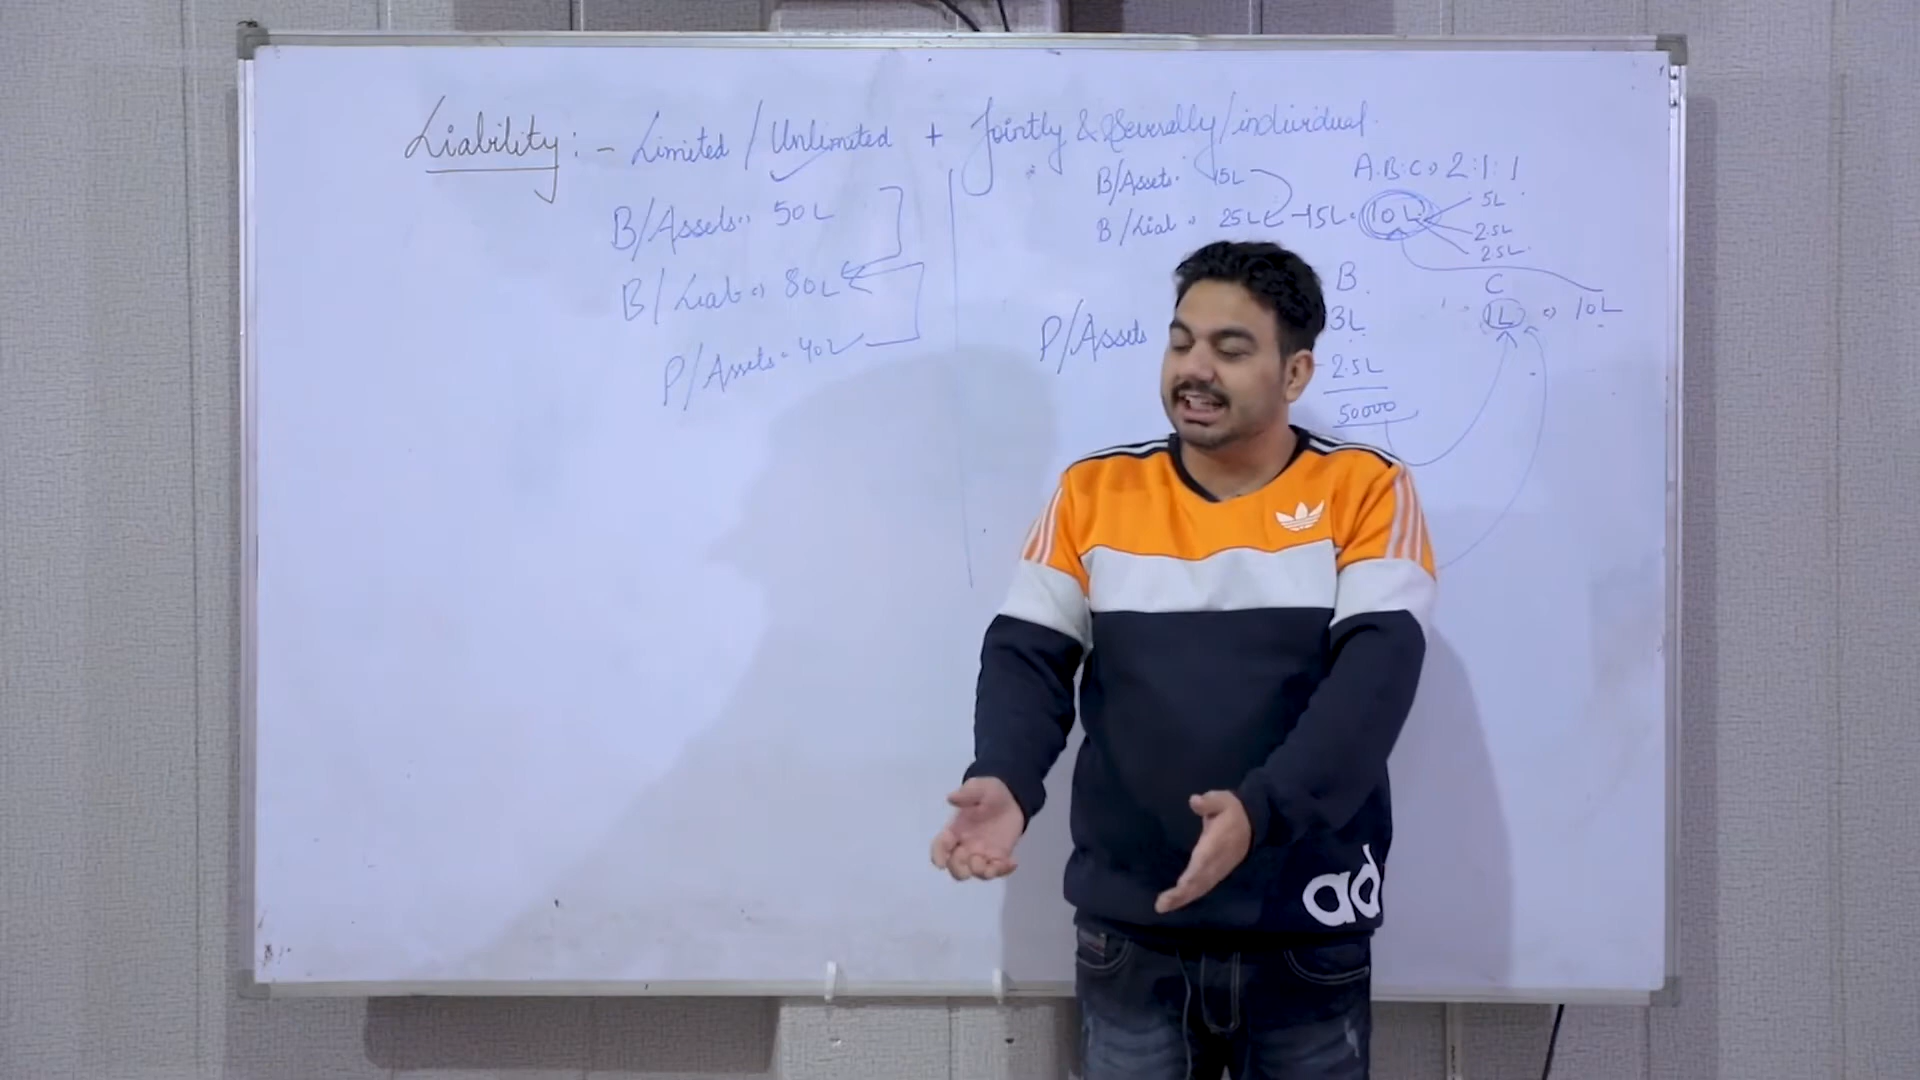 Liability :- Limited / Unlimited + Jointly & Severally/individual.
B/Assets = 50L
B/Liab = 80L
P/Assets = 40L
B/Assets = 15L
B/Liab = 25L - 15L = 10L
A:B:C = 2:1:1
5L
2.5L
2.5L
P/Assets
B
3L
2.5L
50000
C
1L = 10L
ad